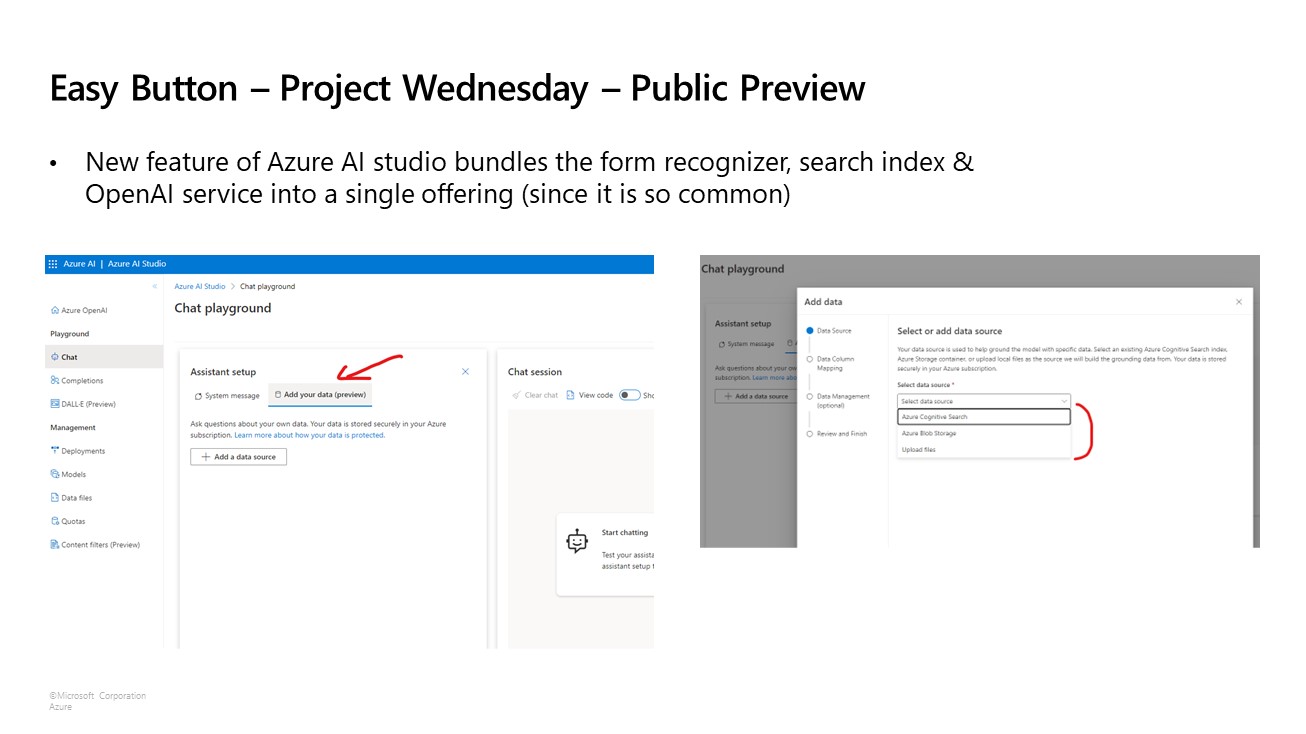 Easy Button – Project Wednesday – Public Preview
• New feature of Azure AI studio bundles the form recognizer, search index &
OpenAI service into a single offering (since it is so common)
Azure AI | Azure AI Studio
Azure AI Studio > Chat playground
Chat playground
Azure OpenAI
Playground
Chat
Completions
DALL·E (Preview)
Management
Deployments
Models
Data files
Quotas
Content filters (Preview)
Assistant setup
System message
Add your data (preview)
Ask questions about your own data. Your data is stored securely in your Azure
subscription. Learn more about how your data is protected.
+ Add a data source
Chat session
Clear chat
View code
Sho
Start chatting
Test your assista
assistant setup t
Chat playground
Assistant setup
System message
Ask questions about your ow
subscription. Learn more abo
+ Add a data source
Add data
Data Source
Data Column
Mapping
Data Management
(optional)
Review and Finish
Select or add data source
Your data source is used to help ground the model with specific data. Select an existing Azure Cognitive Search index,
Azure Storage container, or upload local files as the source we will build the grounding data from. Your data is stored
securely in your Azure subscription.
Select data source *
Select data source
Azure Cognitive Search
Azure Blob Storage
Upload files
©Microsoft Corporation
Azure